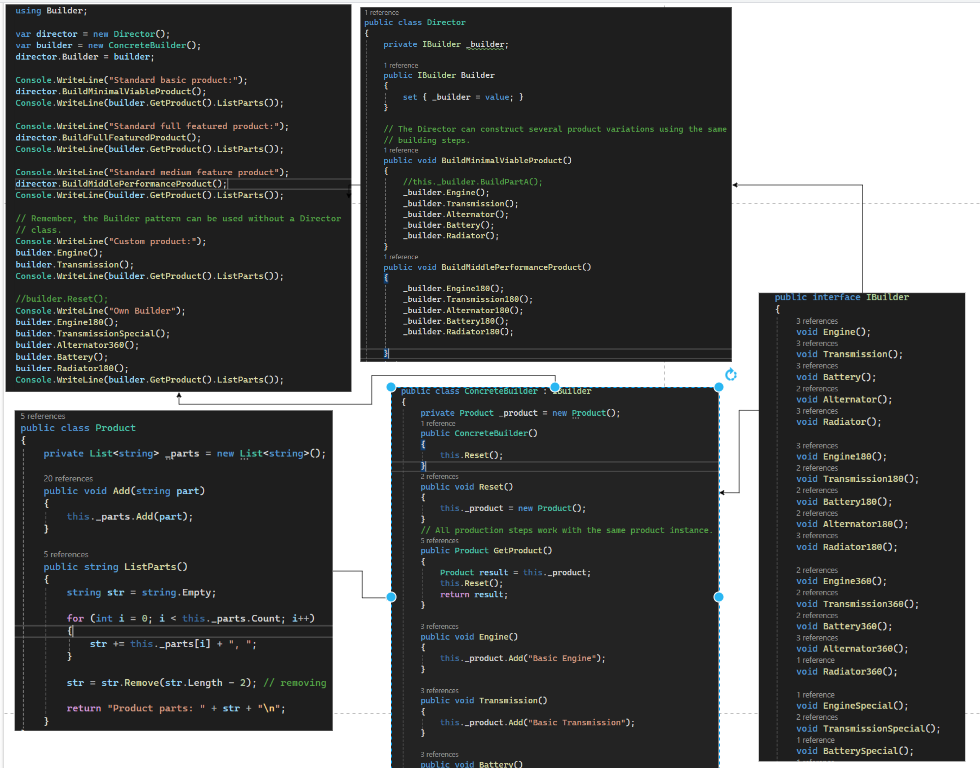 using Builder;
var director = new Director();
var builder = new ConcreteBuilder();
director.Builder = builder;
Console.WriteLine("Standard basic product:");
director.BuildMinimalViableProduct();
Console.WriteLine(builder.GetProduct().ListParts());
Console.WriteLine("Standard full featured product:");
director.BuildFullFeaturedProduct();
Console.WriteLine(builder.GetProduct().ListParts());
Console.WriteLine("Standard medium feature product");
director.BuildMiddlePerformanceProduct();
Console.WriteLine(builder.GetProduct().ListParts());
// Remember, the Builder pattern can be used without a Director
// class.
Console.WriteLine("Custom product:");
builder.Engine();
builder.Transmission();
Console.WriteLine(builder.GetProduct().ListParts());
//builder.Reset();
Console.WriteLine("Own Builder");
builder.Engine180();
builder.TransmissionSpecial();
builder.Alternator360();
builder.Battery();
builder.Radiator180();
Console.WriteLine(builder.GetProduct().ListParts());
1 reference
public class Director
{
private IBuilder _builder;
1 reference
public IBuilder Builder
{
set { _builder = value; }
}
// The Director can construct several product variations using the same
// building steps.
1 reference
public void BuildMinimalViableProduct()
{
//this._builder.BuildPartA();
_builder.Engine();
_builder.Transmission();
_builder.Alternator();
_builder.Battery();
_builder.Radiator();
}
1 reference
public void BuildMiddlePerformanceProduct()
{
_builder.Engine180();
_builder.Transmission180();
_builder.Alternator180();
_builder.Battery180();
_builder.Radiator180();
}
5 references
public class Product
{
private List<string> _parts = new List<string>();
20 references
public void Add(string part)
{
this._parts.Add(part);
}
5 references
public string ListParts()
{
string str = string.Empty;
for (int i = 0; i < this._parts.Count; i++)
{
str += this._parts[i] + ", ";
}
str = str.Remove(str.Length - 2); // removing
return "Product parts: " + str + "\n";
}
public class ConcreteBuilder : IBuilder
{
private Product _product = new Product();
1 reference
public ConcreteBuilder()
{
this.Reset();
}
2 references
public void Reset()
{
this._product = new Product();
}
// All production steps work with the same product instance.
5 references
public Product GetProduct()
{
Product result = this._product;
this.Reset();
return result;
}
3 references
public void Engine()
{
this._product.Add("Basic Engine");
}
3 references
public void Transmission()
{
this._product.Add("Basic Transmission");
}
3 references
public void Battery()
public interface IBuilder
{
3 references
void Engine();
3 references
void Transmission();
3 references
void Battery();
2 references
void Alternator();
3 references
void Radiator();
3 references
void Engine180();
2 references
void Transmission180();
2 references
void Battery180();
2 references
void Alternator180();
3 references
void Radiator180();
2 references
void Engine360();
2 references
void Transmission360();
2 references
void Battery360();
3 references
void Alternator360();
1 reference
void Radiator360();
1 reference
void EngineSpecial();
2 references
void TransmissionSpecial();
1 reference
void BatterySpecial();